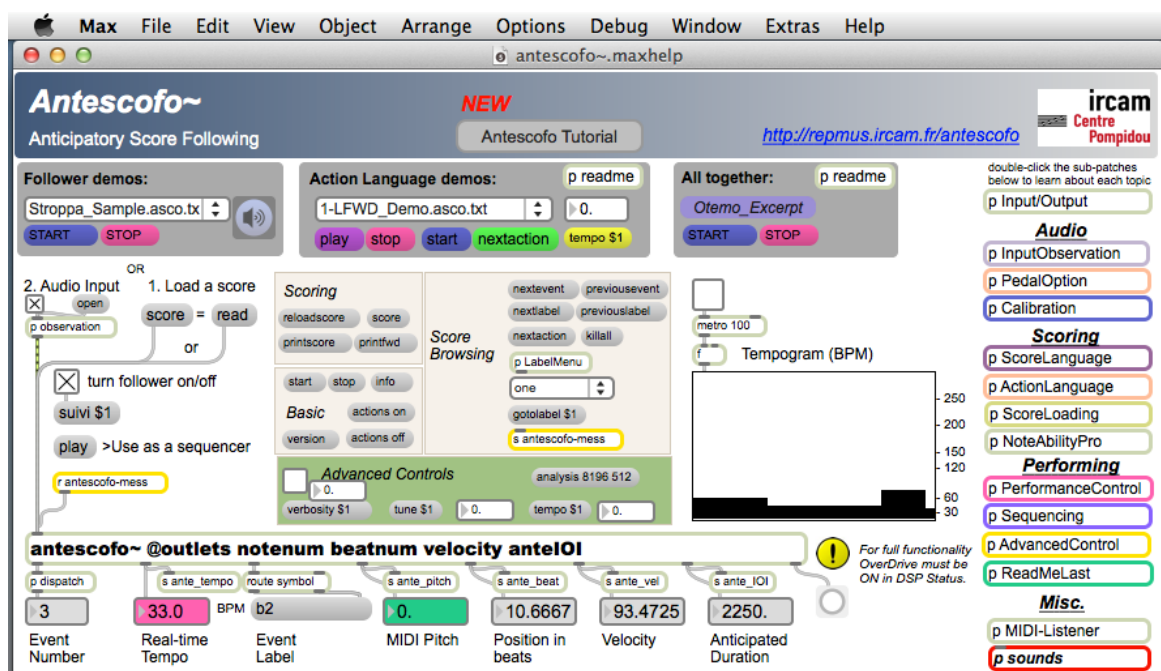 Max File Edit View Object Arrange Options Debug Window Extras Help
antescofo~.maxhelp
Antescofo~
Anticipatory Score Following
NEW
Antescofo Tutorial
http://repmus.ircam.fr/antescofo
ircam
Centre
Pompidou
Follower demos:
Stroppa_Sample.asco.tx
START STOP
Action Language demos:
p readme
1-LFWD_Demo.asco.txt
0.
play stop start nextaction tempo $1
All together:
p readme
Otemo_Excerpt
START STOP
double-click the sub-patches
below to learn about each topic
p Input/Output
Audio
p InputObservation
p PedalOption
p Calibration
Scoring
p ScoreLanguage
p ActionLanguage
p ScoreLoading
p NoteAbilityPro
Performing
p PerformanceControl
p Sequencing
p AdvancedControl
p ReadMeLast
Misc.
p MIDI-Listener
p sounds
OR
2. Audio Input
1. Load a score
open
p observation
score = read
or
turn follower on/off
suivi $1
play >Use as a sequencer
r antescofo-mess
Scoring
reloadscore score
printscore printfwd
start stop info
Basic actions on
version actions off
Score
Browsing
nextevent previousevent
nextlabel previouslabel
nextaction killall
p LabelMenu
one
gotolabel $1
s antescofo-mess
Advanced Controls
0.
analysis 8196 512
verbosity $1 tune $1 0. tempo $1 0.
metro 100
f
Tempogram (BPM)
250
200
150
120
60
30
antescofo~ @outlets notenum beatnum velocity anteIOI
For full functionality
OverDrive must be
ON in DSP Status.
p dispatch s ante_tempo route symbol s ante_pitch s ante_beat s ante_vel s ante_IOI
3 33.0 BPM b2 0. 10.6667 93.4725 2250.
Event
Number
Real-time
Tempo
Event
Label
MIDI Pitch
Position in
beats
Velocity
Anticipated
Duration